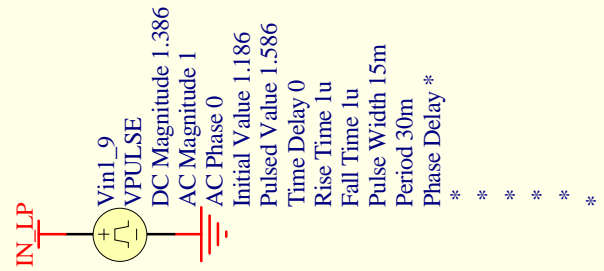 IN_LP
Vin1_9
VPULSE
DC Magnitude 1.386
AC Magnitude 1
AC Phase 0
Initial Value 1.186
Pulsed Value 1.586
Time Delay 0
Rise Time 1u
Fall Time 1u
Pulse Width 15m
Period 30m
Phase Delay *
*
*
*
*
*
*